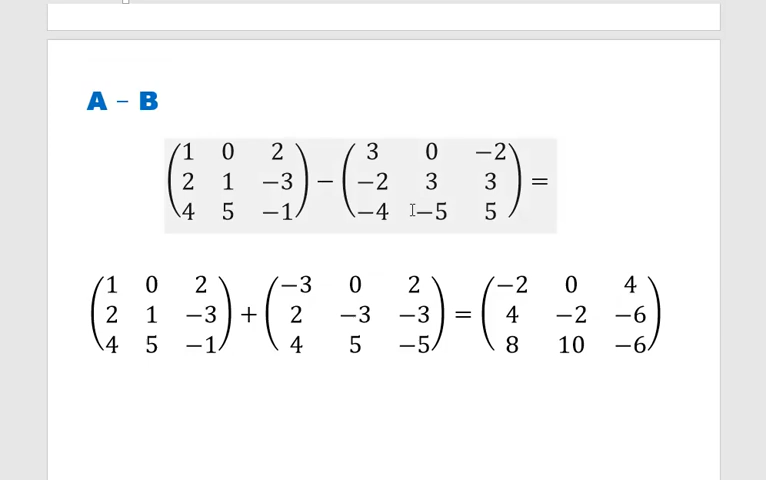 A – B
(1 0 2) − (3 0 −2) =
(2 1 −3) (−2 3 3)
(4 5 −1) (−4 −5 5)
(1 0 2) + (−3 0 2) = (−2 0 4)
(2 1 −3) (2 −3 −3) (4 −2 −6)
(4 5 −1) (4 5 −5) (8 10 −6)